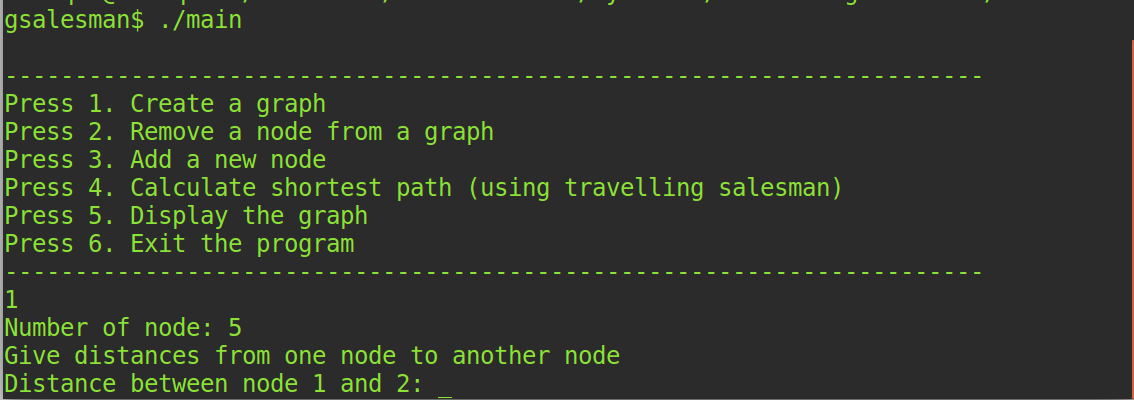 gsalesman$ ./main
----------------------------------------------------------------------
Press 1. Create a graph
Press 2. Remove a node from a graph
Press 3. Add a new node
Press 4. Calculate shortest path (using travelling salesman)
Press 5. Display the graph
Press 6. Exit the program
----------------------------------------------------------------------
1
Number of node: 5
Give distances from one node to another node
Distance between node 1 and 2: _